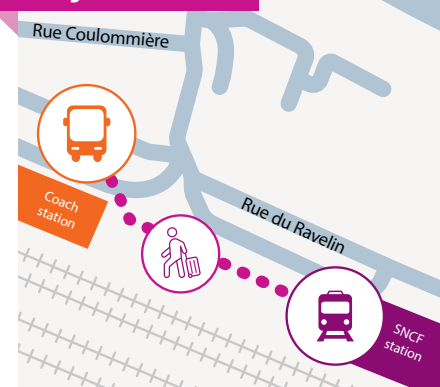 Rue Coulommière
Coach
station
Rue du Ravelin
SNCF
station